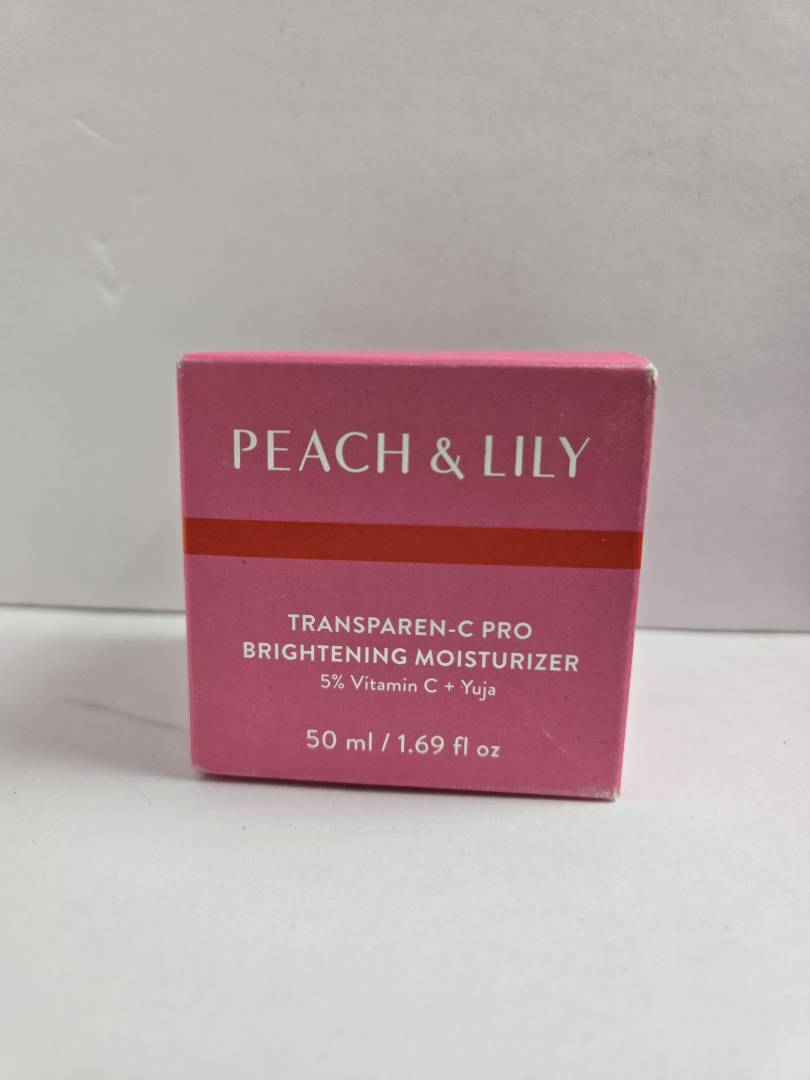 PEACH & LILY
TRANSPAREN-C PRO
BRIGHTENING MOISTURIZER
5% Vitamin C + Yuja
50 ml / 1.69 fl oz